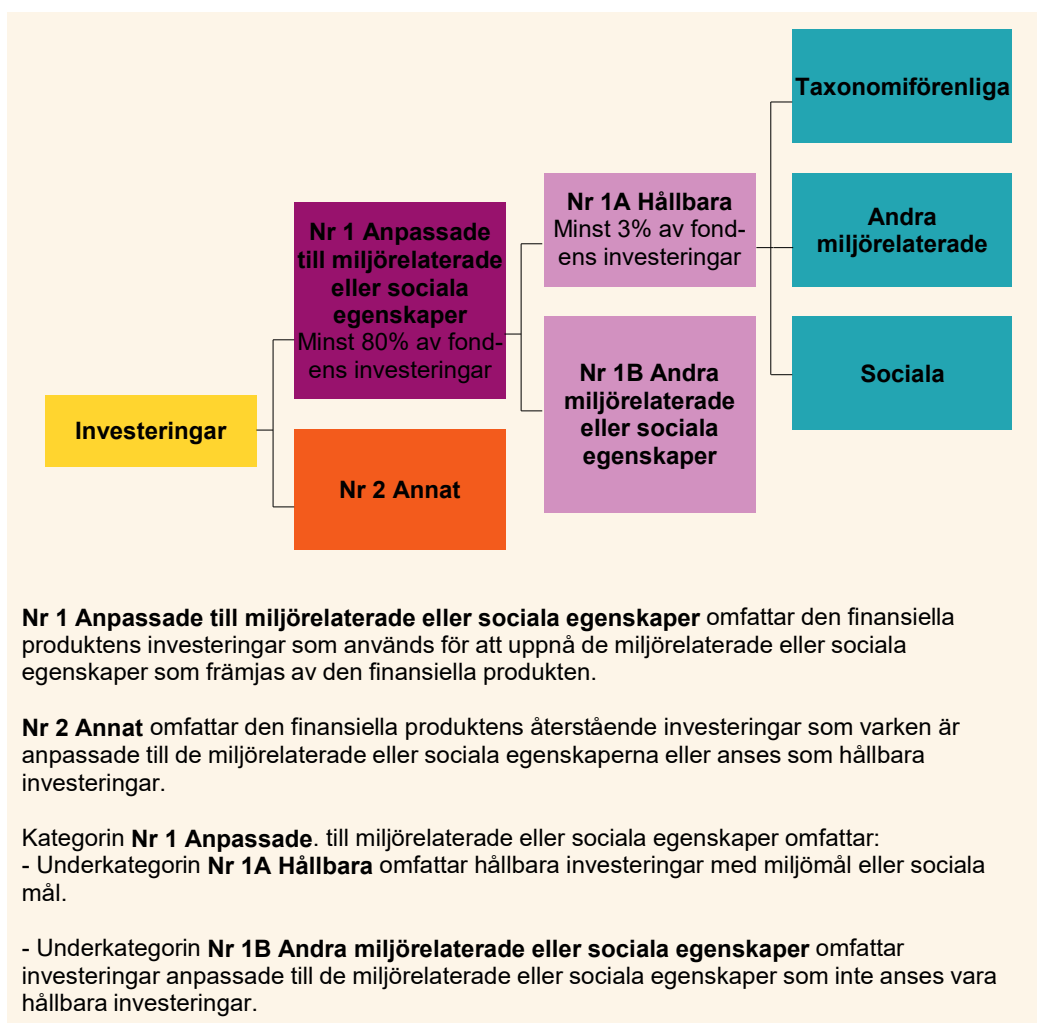 Investeringar
Nr 1 Anpassade
till miljörelaterade
eller sociala
egenskaper
Minst 80% av fond-
ens investeringar
Nr 2 Annat
Nr 1A Hållbara
Minst 3% av fond-
ens investeringar
Nr 1B Andra
miljörelaterade
eller sociala
egenskaper
Taxonomiförenliga
Andra
miljörelaterade
Sociala
Nr 1 Anpassade till miljörelaterade eller sociala egenskaper omfattar den finansiella
produktens investeringar som används för att uppnå de miljörelaterade eller sociala
egenskaper som främjas av den finansiella produkten.
Nr 2 Annat omfattar den finansiella produktens återstående investeringar som varken är
anpassade till de miljörelaterade eller sociala egenskaperna eller anses som hållbara
investeringar.
Kategorin Nr 1 Anpassade. till miljörelaterade eller sociala egenskaper omfattar:
- Underkategorin Nr 1A Hållbara omfattar hållbara investeringar med miljömål eller sociala
mål.
- Underkategorin Nr 1B Andra miljörelaterade eller sociala egenskaper omfattar
investeringar anpassade till de miljörelaterade eller sociala egenskaper som inte anses vara
hållbara investeringar.